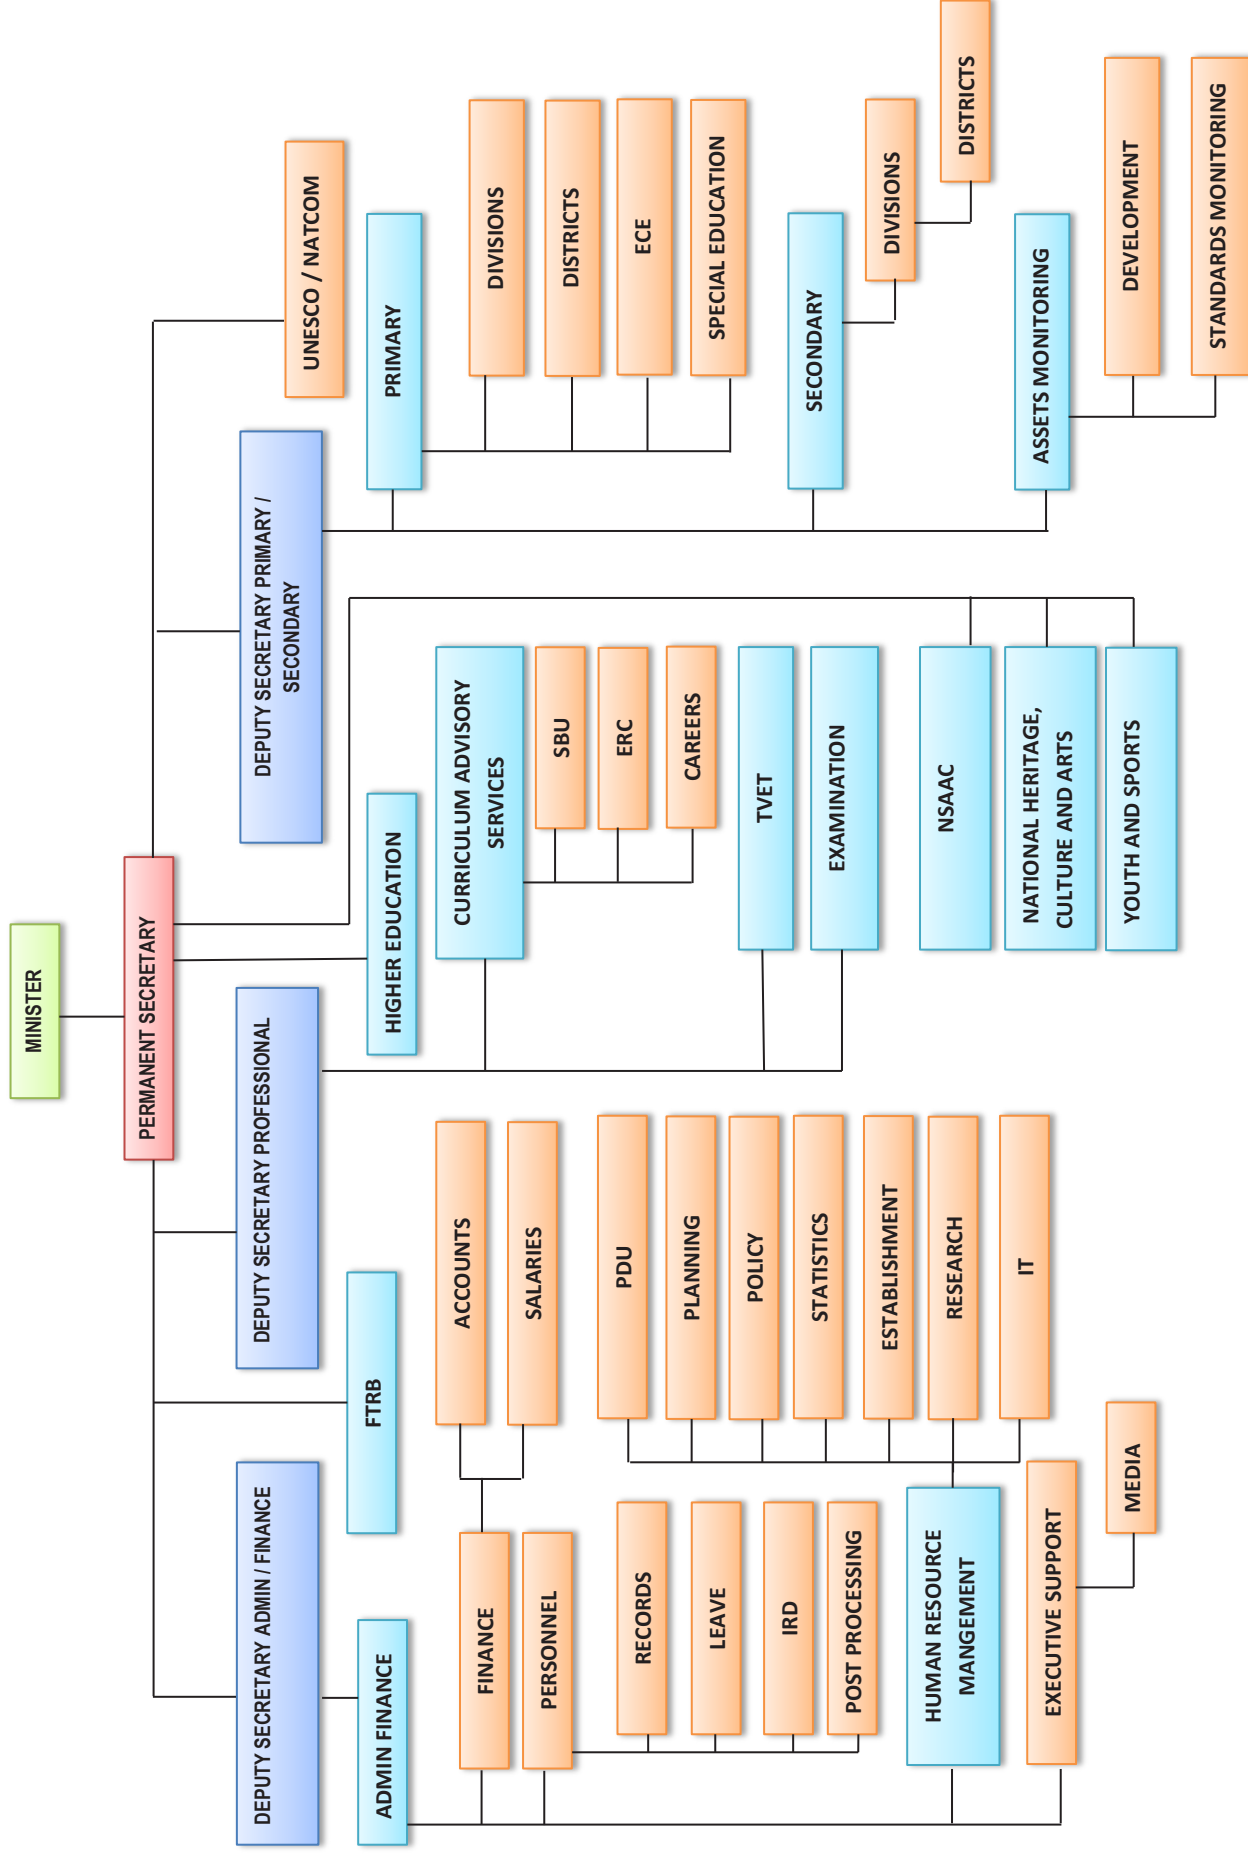 MINISTER
PERMANENT SECRETARY
DEPUTY SECRETARY ADMIN / FINANCE
ADMIN FINANCE
FINANCE
ACCOUNTS
SALARIES
PERSONNEL
RECORDS
LEAVE
IRD
POST PROCESSING
HUMAN RESOURCE
MANGEMENT
PDU
PLANNING
POLICY
STATISTICS
ESTABLISHMENT
RESEARCH
IT
EXECUTIVE SUPPORT
MEDIA
FTRB
DEPUTY SECRETARY PROFESSIONAL
CURRICULUM ADVISORY
SERVICES
SBU
ERC
CAREERS
TVET
EXAMINATION
HIGHER EDUCATION
NSAAC
NATIONAL HERITAGE,
CULTURE AND ARTS
YOUTH AND SPORTS
DEPUTY SECRETARY PRIMARY /
SECONDARY
PRIMARY
DIVISIONS
DISTRICTS
ECE
SPECIAL EDUCATION
SECONDARY
DIVISIONS
DISTRICTS
ASSETS MONITORING
DEVELOPMENT
STANDARDS MONITORING
UNESCO / NATCOM